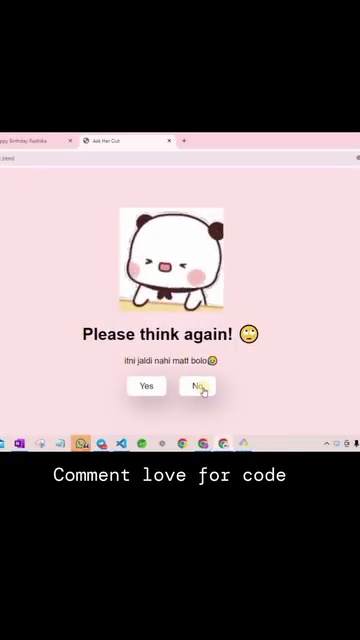 ppy Birthday Radhika
Ask Her Out
.html
Please think again! 🙄
itni jaldi nahi matt bolo🥺
Yes
No
Comment love for code